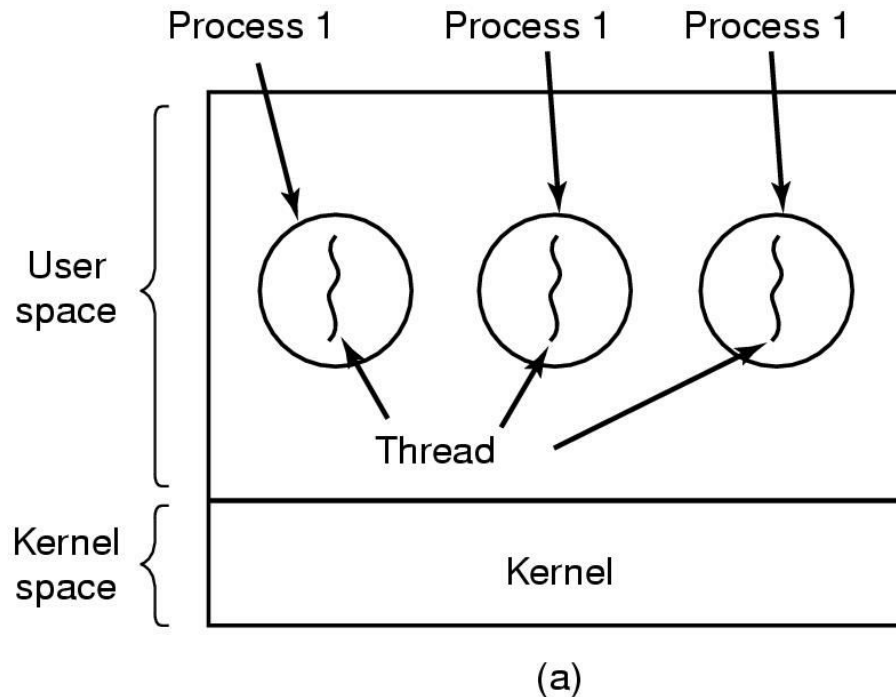 Process 1
Process 1
Process 1
User
space
Thread
Kernel
space
Kernel
(a)